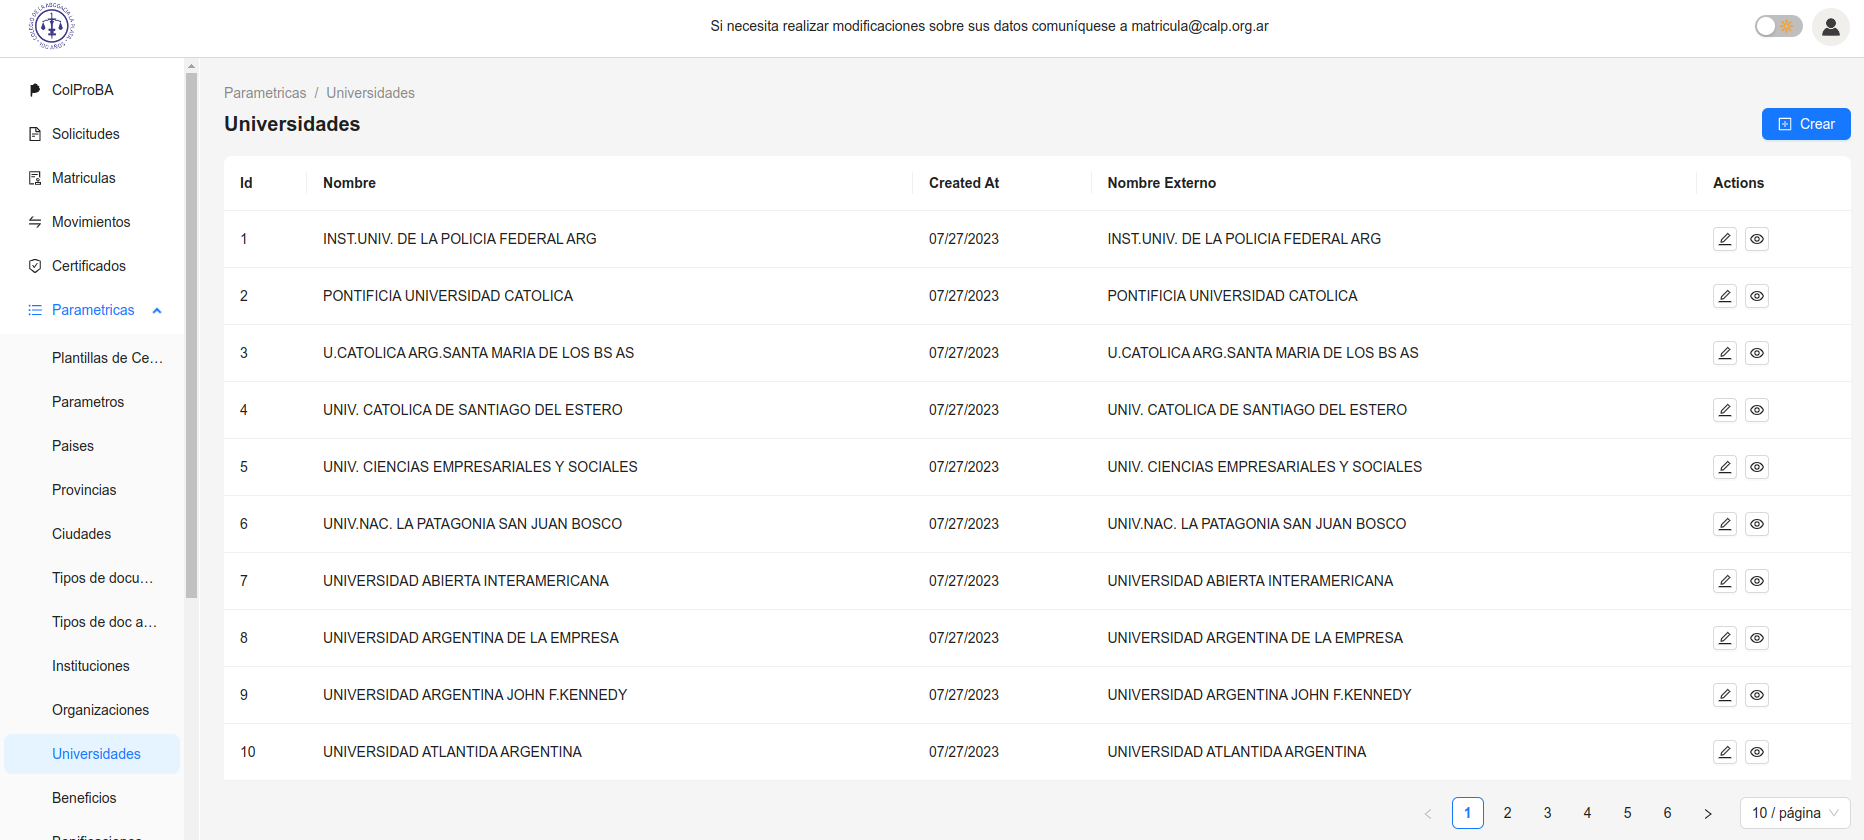 Si necesita realizar modificaciones sobre sus datos comuníquese a matricula@calp.org.ar
ColProBA
Solicitudes
Matriculas
Movimientos
Certificados
Parametricas
Plantillas de Ce...
Parametros
Paises
Provincias
Ciudades
Tipos de docu...
Tipos de doc a...
Instituciones
Organizaciones
Universidades
Beneficios
Parametricas / Universidades
Universidades
Crear
Id Nombre Created At Nombre Externo Actions
1 INST.UNIV. DE LA POLICIA FEDERAL ARG 07/27/2023 INST.UNIV. DE LA POLICIA FEDERAL ARG
2 PONTIFICIA UNIVERSIDAD CATOLICA 07/27/2023 PONTIFICIA UNIVERSIDAD CATOLICA
3 U.CATOLICA ARG.SANTA MARIA DE LOS BS AS 07/27/2023 U.CATOLICA ARG.SANTA MARIA DE LOS BS AS
4 UNIV. CATOLICA DE SANTIAGO DEL ESTERO 07/27/2023 UNIV. CATOLICA DE SANTIAGO DEL ESTERO
5 UNIV. CIENCIAS EMPRESARIALES Y SOCIALES 07/27/2023 UNIV. CIENCIAS EMPRESARIALES Y SOCIALES
6 UNIV.NAC. LA PATAGONIA SAN JUAN BOSCO 07/27/2023 UNIV.NAC. LA PATAGONIA SAN JUAN BOSCO
7 UNIVERSIDAD ABIERTA INTERAMERICANA 07/27/2023 UNIVERSIDAD ABIERTA INTERAMERICANA
8 UNIVERSIDAD ARGENTINA DE LA EMPRESA 07/27/2023 UNIVERSIDAD ARGENTINA DE LA EMPRESA
9 UNIVERSIDAD ARGENTINA JOHN F.KENNEDY 07/27/2023 UNIVERSIDAD ARGENTINA JOHN F.KENNEDY
10 UNIVERSIDAD ATLANTIDA ARGENTINA 07/27/2023 UNIVERSIDAD ATLANTIDA ARGENTINA
< 1 2 3 4 5 6 > 10 / página